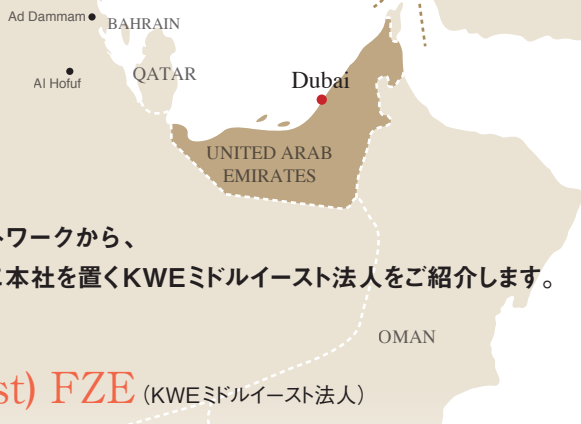 Ad Dammam
BAHRAIN
QATAR
Al Hofuf
Dubai
UNITED ARAB
EMIRATES
トワークから、
本社を置くKWEミドルイースト法人をご紹介します。
OMAN
st) FZE (KWEミドルイースト法人)